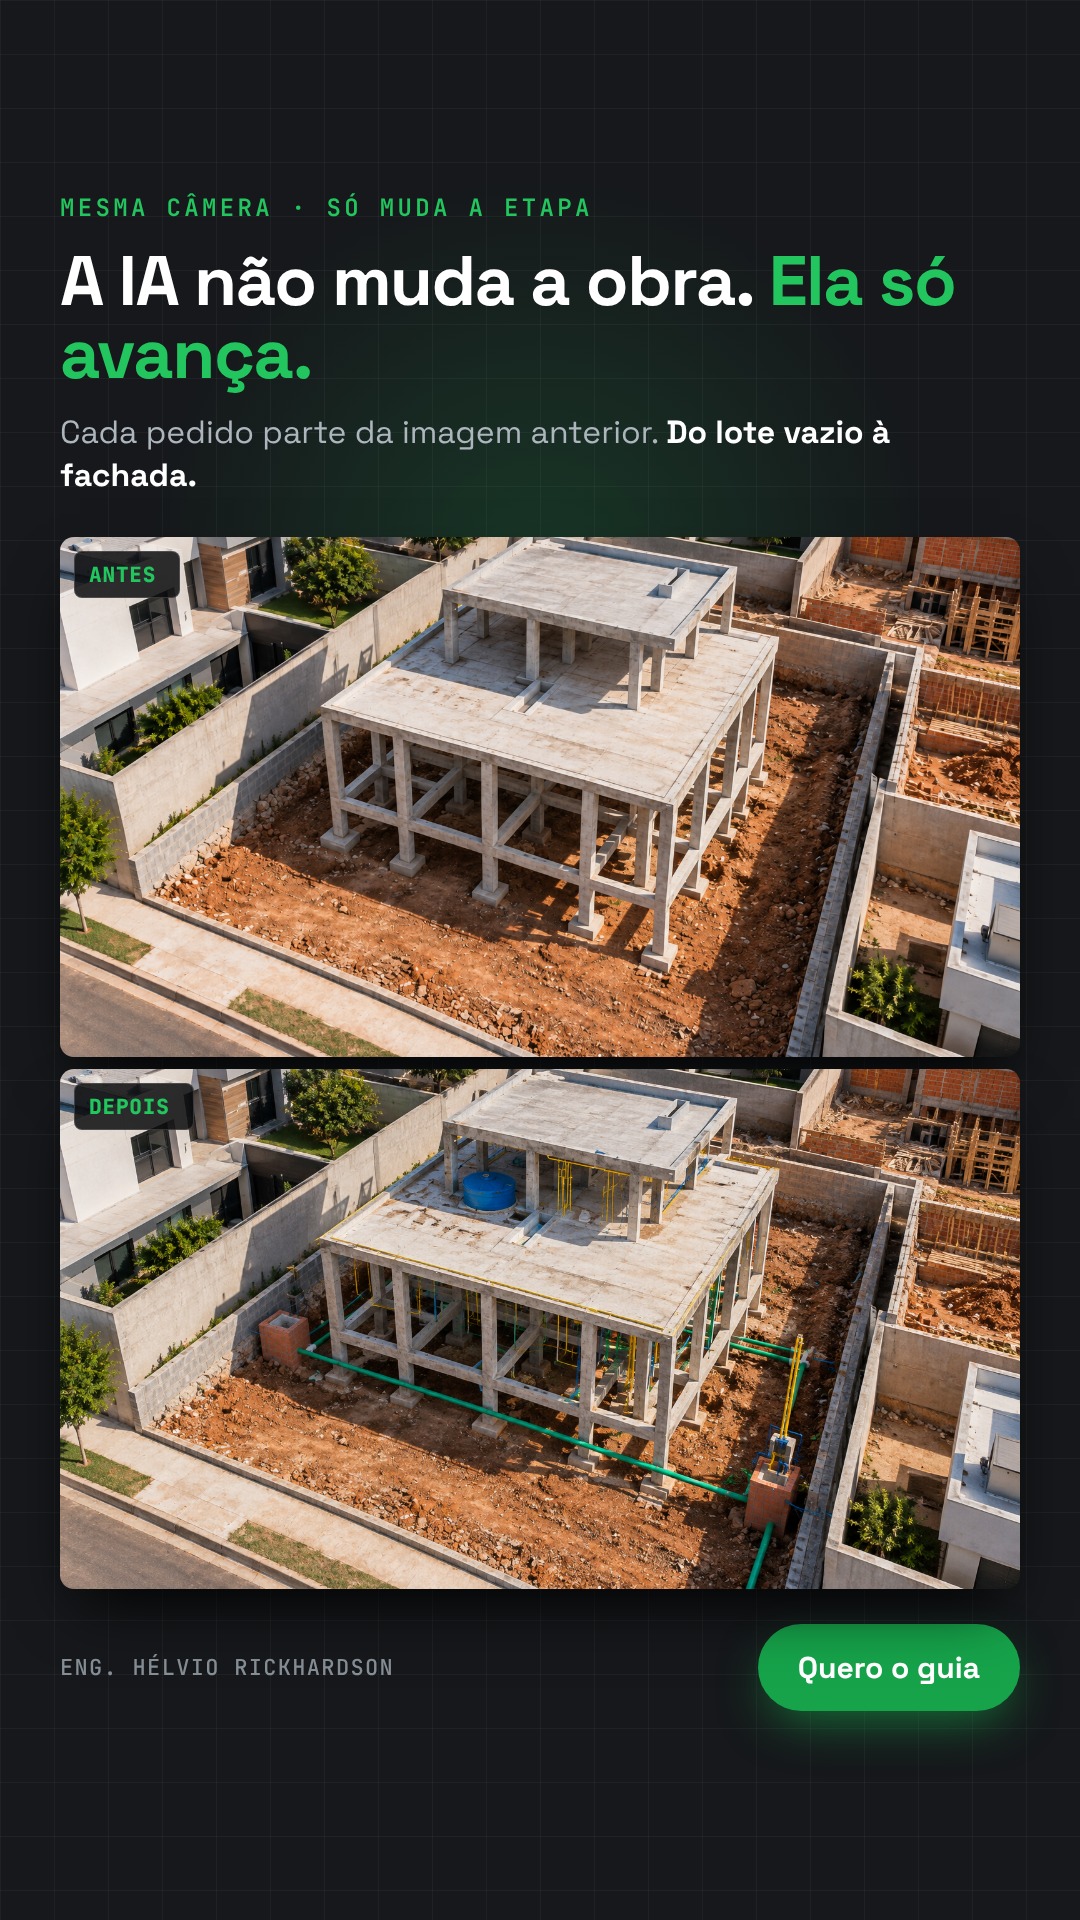 MESMA CÂMERA · SÓ MUDA A ETAPA
A IA não muda a obra. Ela só
avança.
Cada pedido parte da imagem anterior. Do lote vazio à
fachada.
ANTES
DEPOIS
ENG. HÉLVIO RICKHARDSON
Quero o guia